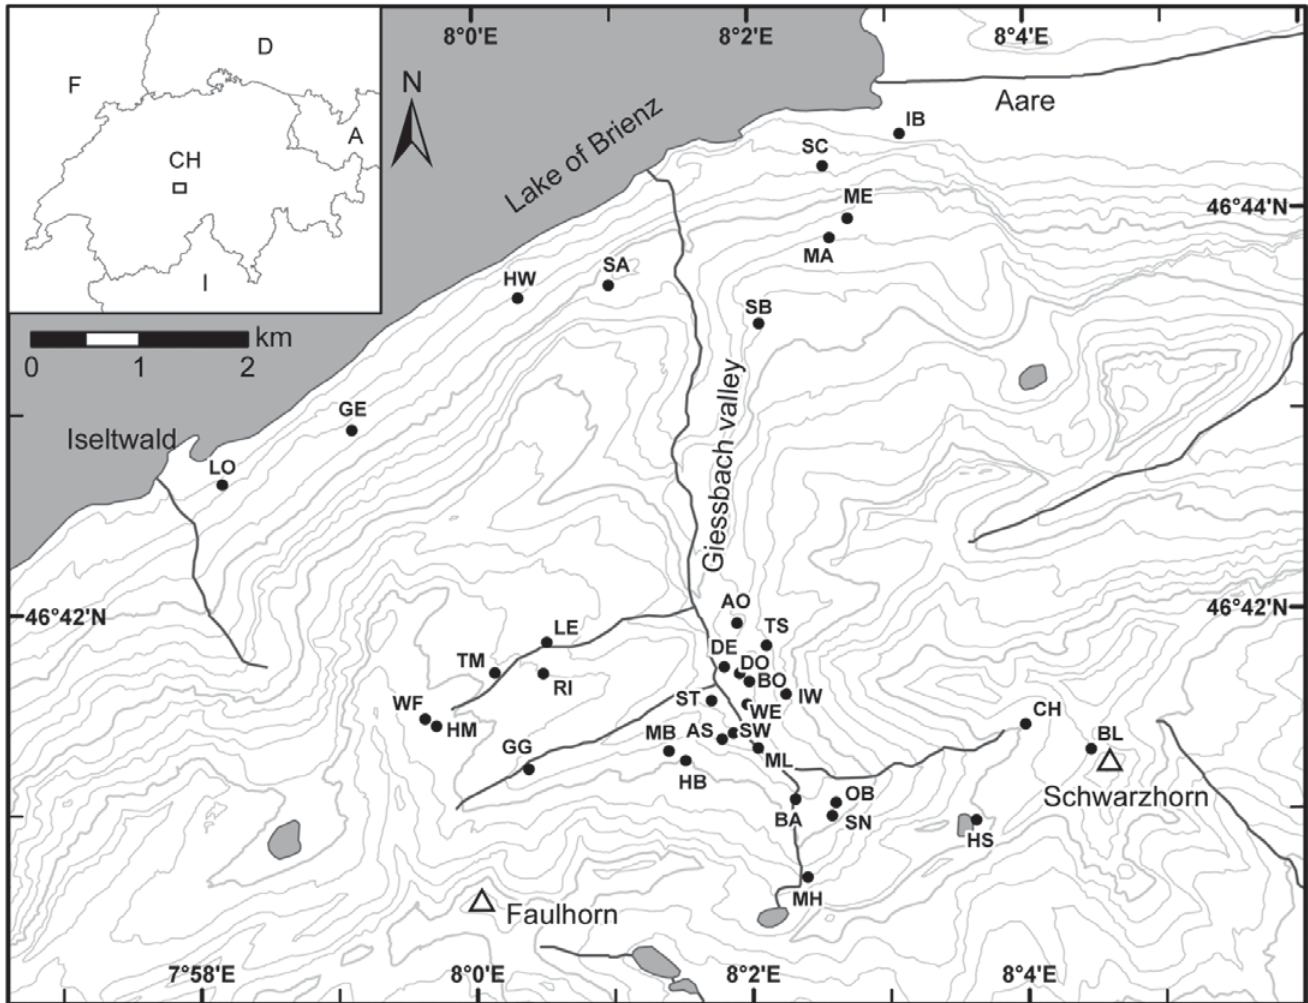 8°0'E
8°2'E
8°4'E
D
F
N
A
CH
I
Aare
IB
SC
Lake of Brienz
ME
46°44'N
MA
HW
SA
SB
km
0
1
2
Giessbach valley
GE
Iseltwald
LO
46°42'N
46°42'N
AO
TS
LE
DE
DO
TM
BO
RI
IW
ST
WE
WF
HM
CH
MB
AS
SW
BL
GG
ML
HB
Schwarzhorn
OB
BA
SN
HS
MH
Faulhorn
7°58'E
8°0'E
8°2'E
8°4'E